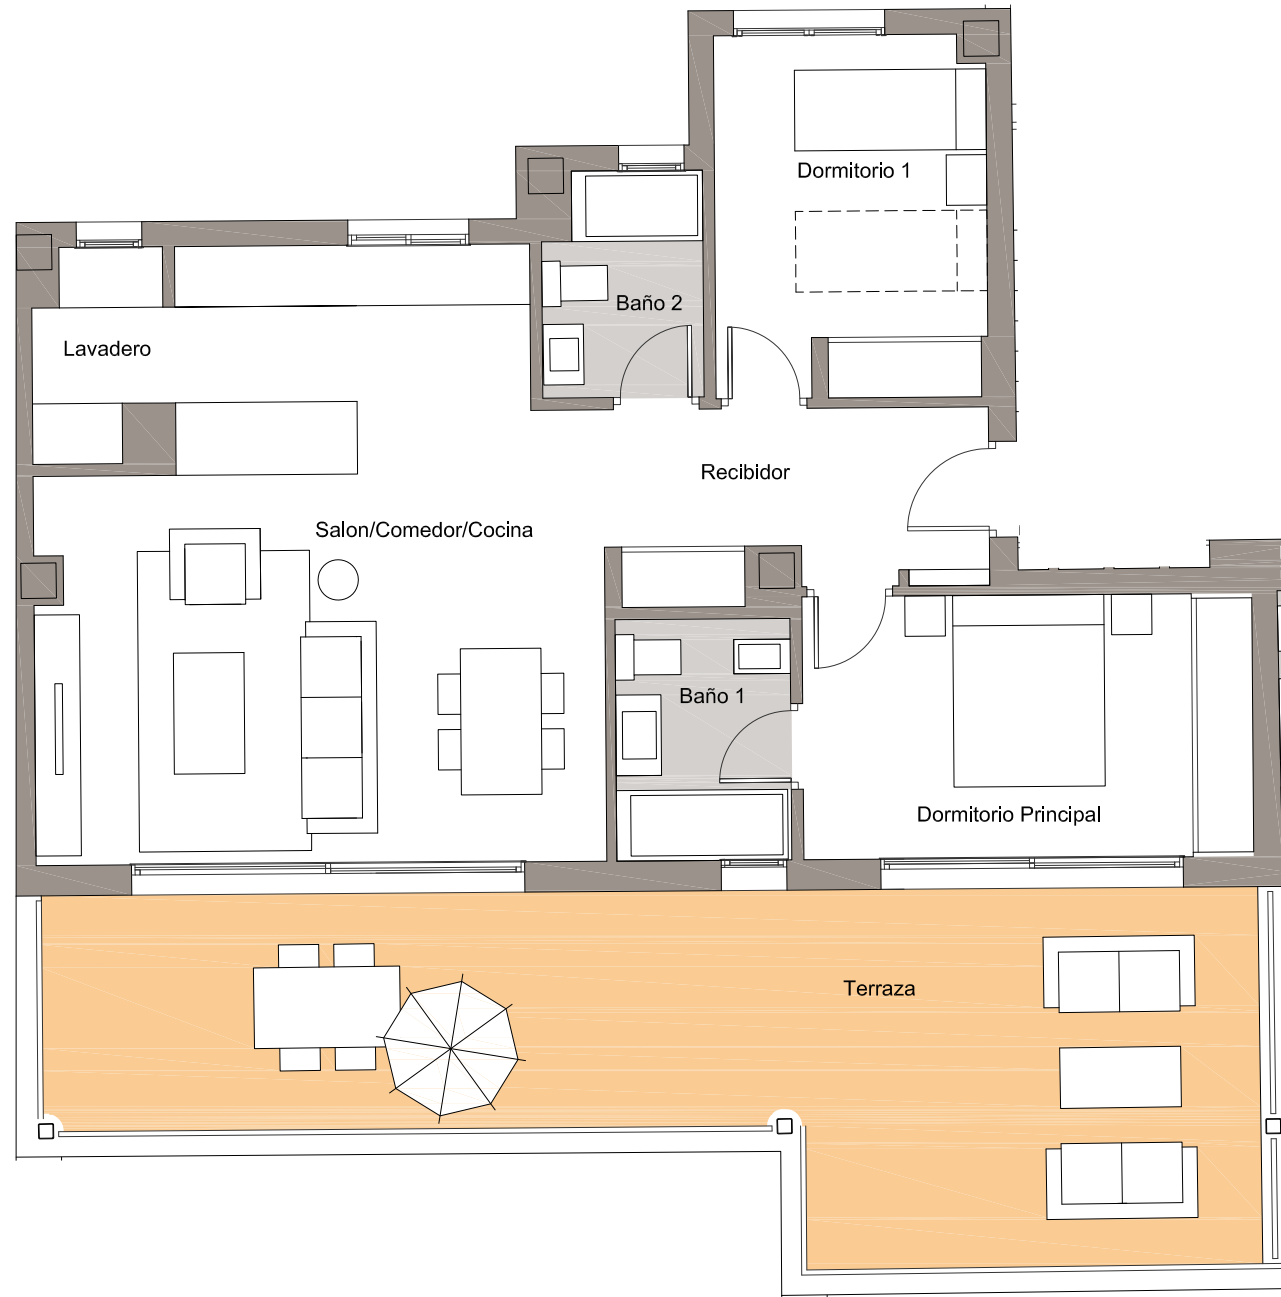 Dormitorio 1
Baño 2
Lavadero
Recibidor
Salon/Comedor/Cocina
Baño 1
Dormitorio Principal
Terraza